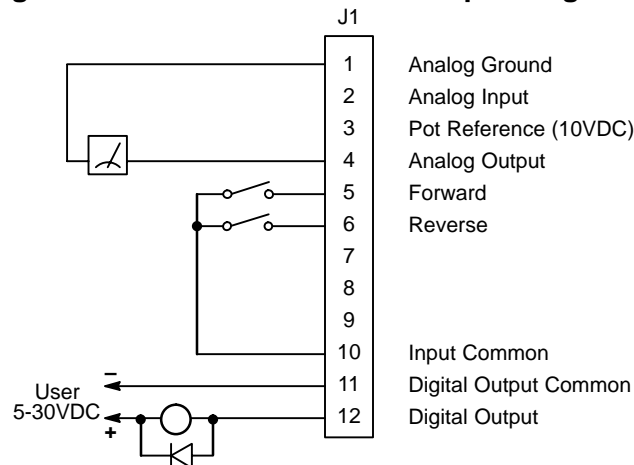 J1
1 Analog Ground
2 Analog Input
3 Pot Reference (10VDC)
4 Analog Output
5 Forward
6 Reverse
7
8
9
10 Input Common
– 11 Digital Output Common
User
5-30VDC
+ 12 Digital Output